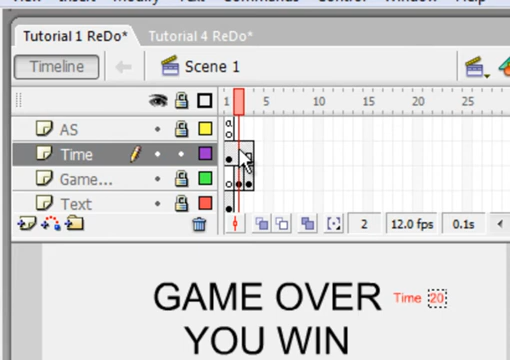 Tutorial 1 ReDo* Tutorial 4 ReDo*
Timeline Scene 1
1 5 10 15 20 25
AS
a
Time
Game...
Text
2 12.0 fps 0.1s
GAME OVER Time 20
YOU WIN